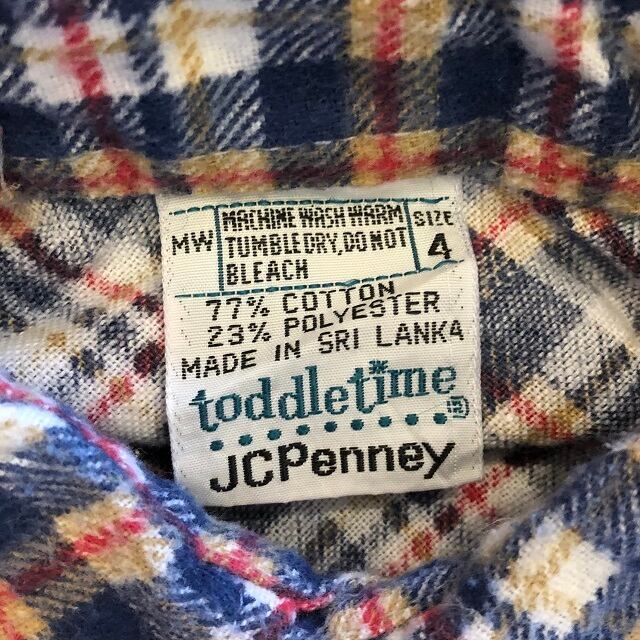 MW
MACHINE WASH WARM
TUMBLE DRY, DO NOT
BLEACH
SIZE
4
77% COTTON
23% POLYESTER
MADE IN SRI LANKA
toddletime
JCPenney